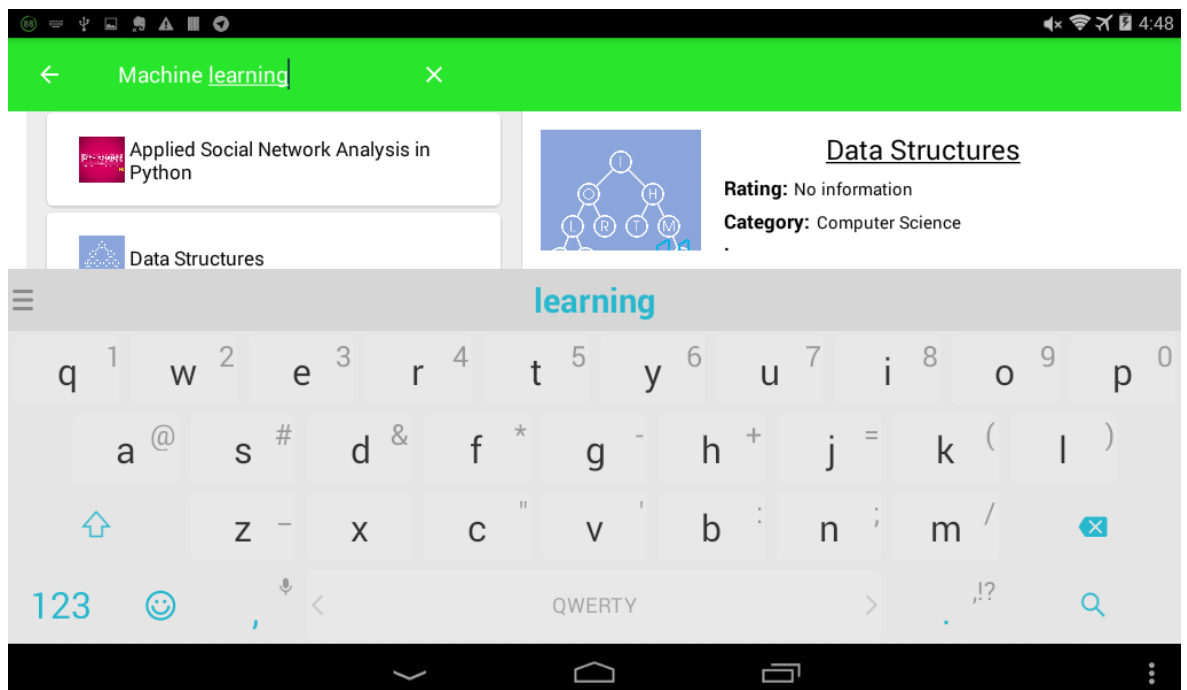 88 4:48
Machine learning
Applied Social Network Analysis in
Python
Data Structures
Data Structures
Rating: No information
Category: Computer Science
I O H L R T M
learning
q 1 w 2 e 3 r 4 t 5 y 6 u 7 i 8 o 9 p 0
a @ s # d & f * g - h + j = k ( l )
z _ x c " v ' b : n ; m /
123 , < QWERTY > . ,!?